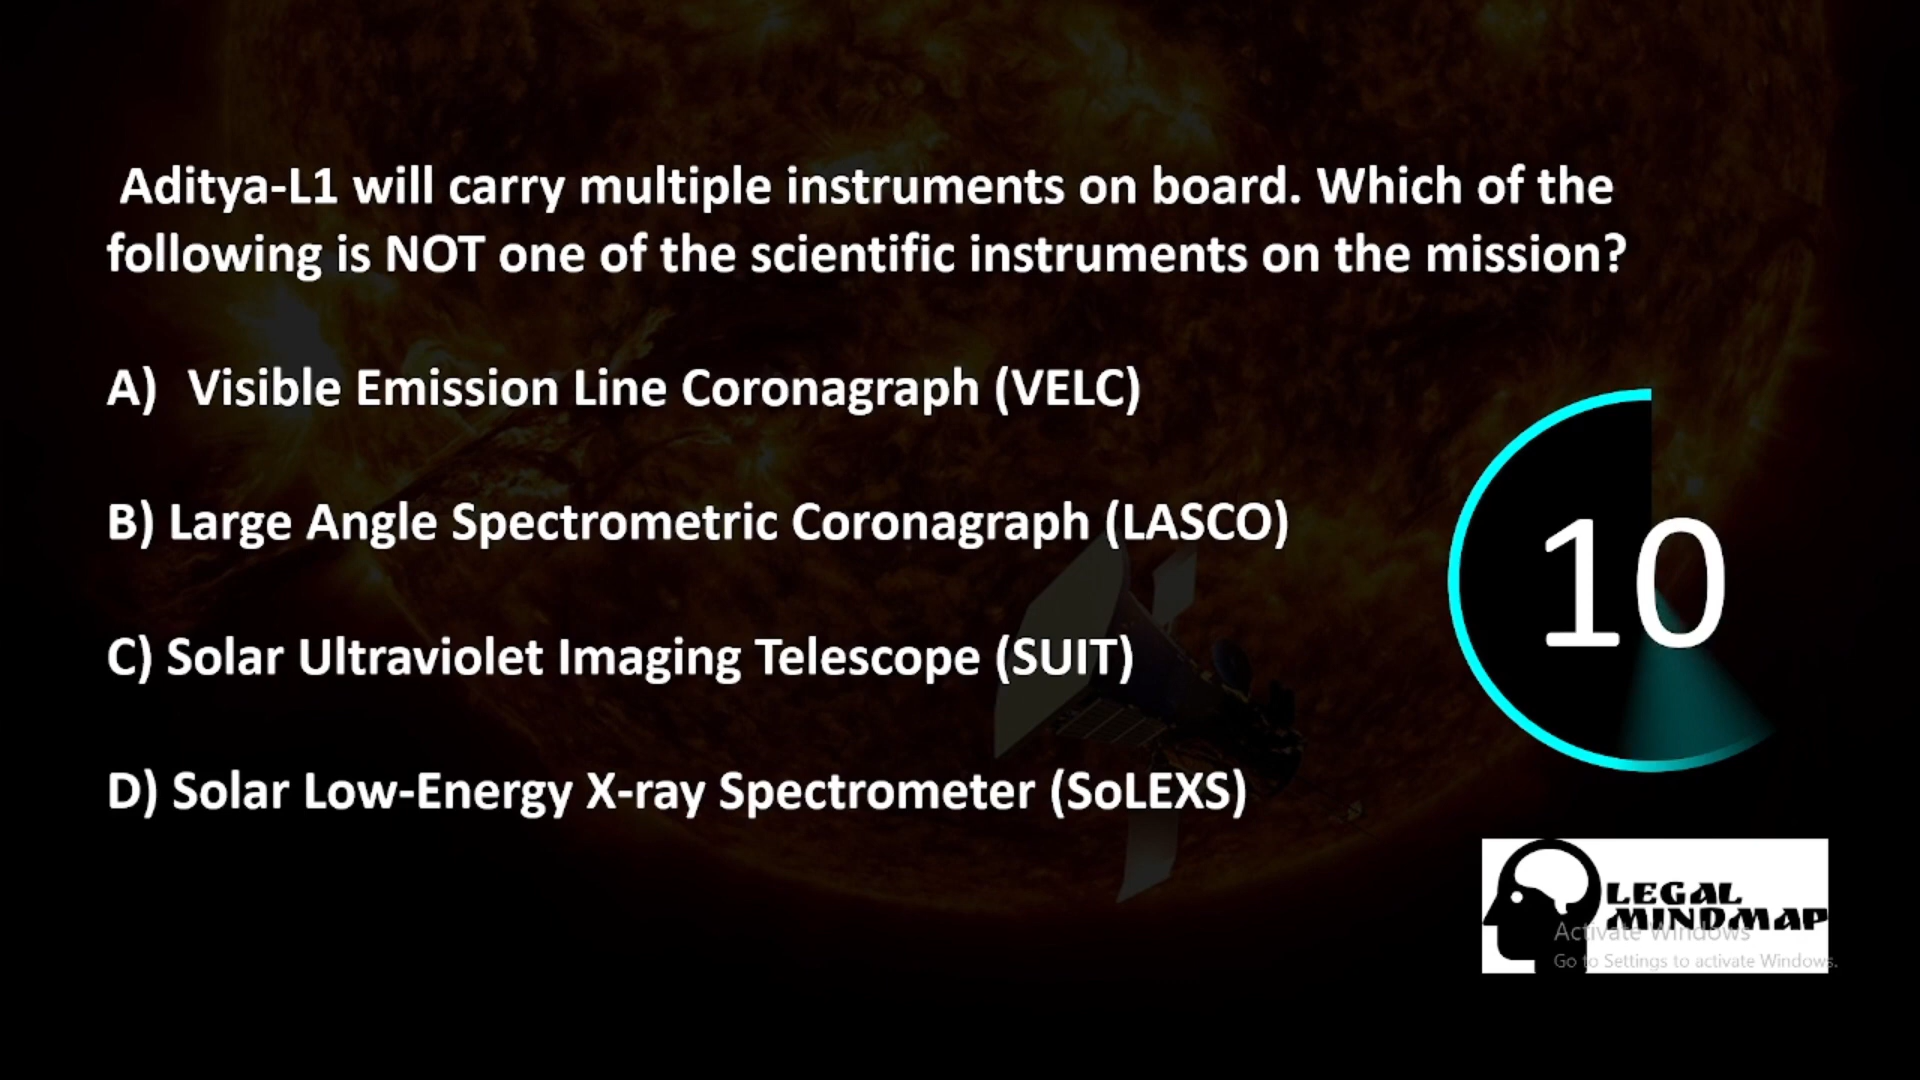 Aditya-L1 will carry multiple instruments on board. Which of the
following is NOT one of the scientific instruments on the mission?
A) Visible Emission Line Coronagraph (VELC)
B) Large Angle Spectrometric Coronagraph (LASCO)
C) Solar Ultraviolet Imaging Telescope (SUIT)
D) Solar Low-Energy X-ray Spectrometer (SoLEXS)
10
LEGAL
MINDMAP
Activate Windows
Go to Settings to activate Windows.